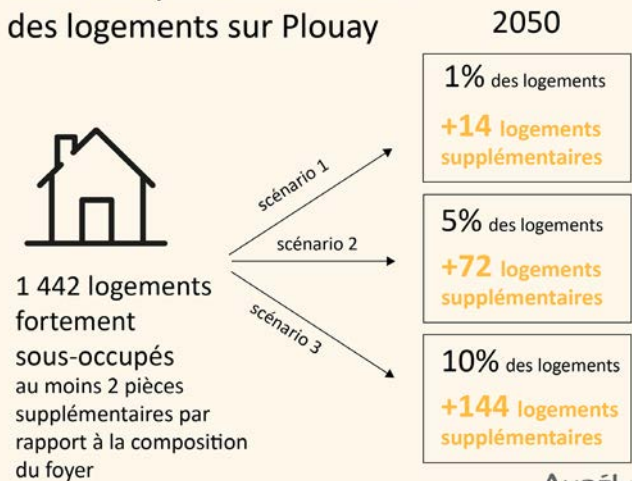 des logements sur Plouay
2050
1 442 logements
fortement
sous-occupés
au moins 2 pièces
supplémentaires par
rapport à la composition
du foyer
scénario 1
scénario 2
scénario 3
1% des logements
+14 logements
supplémentaires
5% des logements
+72 logements
supplémentaires
10% des logements
+144 logements
supplémentaires